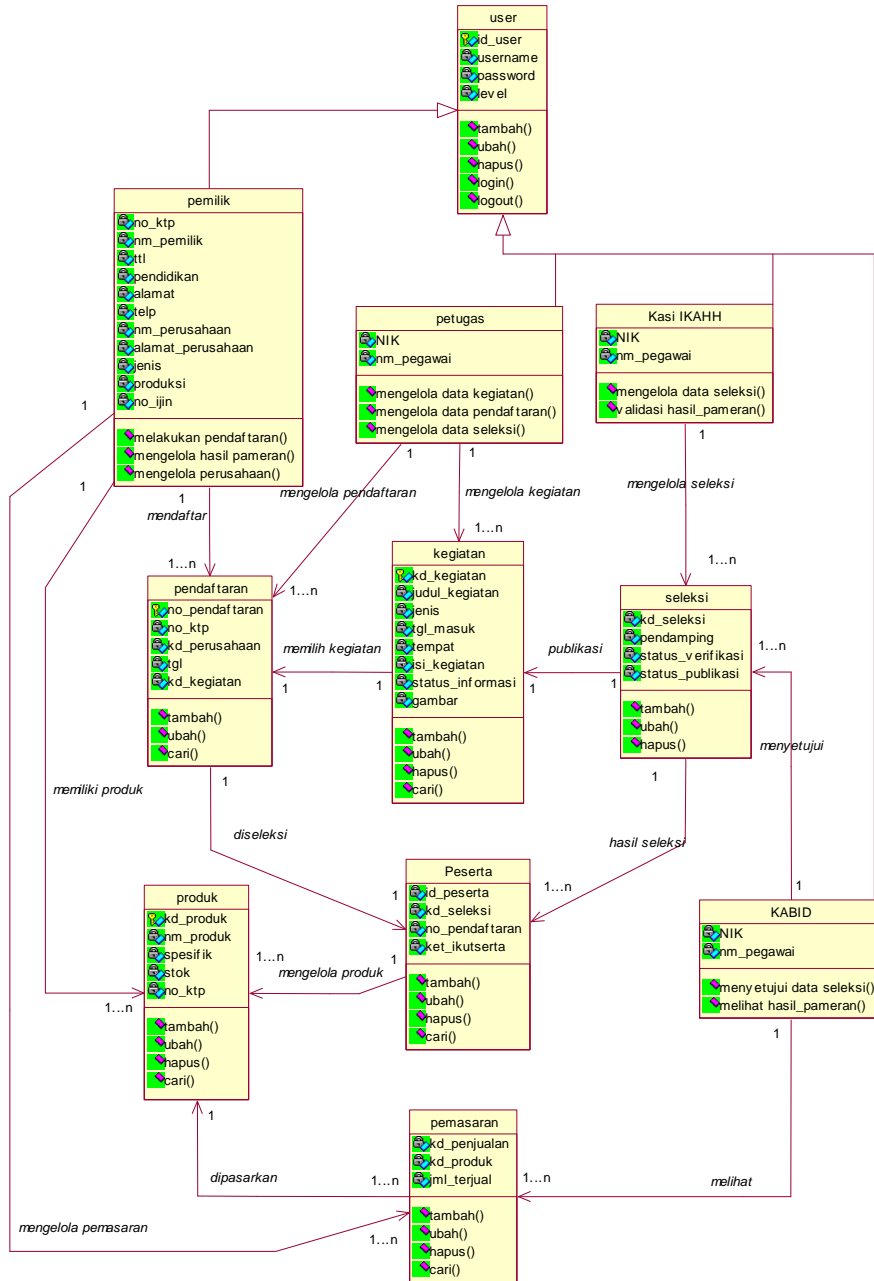 user
id_user
username
password
level
tambah()
ubah()
hapus()
login()
logout()
pemilik
no_ktp
nm_pemilik
ttl
pendidikan
alamat
telp
nm_perusahaan
alamat_perusahaan
jenis
produksi
no_ijin
melakukan pendaftaran()
mengelola hasil pameran()
mengelola perusahaan()
petugas
NIK
nm_pegawai
mengelola data kegiatan()
mengelola data pendaftaran()
mengelola data seleksi()
Kasi IKAHH
NIK
nm_pegawai
mengelola data seleksi()
validasi hasil_pameran()
1
1
1
mendaftar
1...n
1
mengelola pendaftaran
1...n
1
mengelola kegiatan
1...n
1
mengelola seleksi
1...n
pendaftaran
no_pendaftaran
no_ktp
kd_perusahaan
tgl
kd_kegiatan
tambah()
ubah()
cari()
memilih kegiatan
1
1
kegiatan
kd_kegiatan
judul_kegiatan
jenis
tgl_masuk
tempat
isi_kegiatan
status_informasi
gambar
tambah()
ubah()
hapus()
cari()
publikasi
1
1
seleksi
kd_seleksi
pendamping
status_verifikasi
status_publikasi
tambah()
ubah()
hapus()
1...n
menyetujui
1
memiliki produk
1...n
1
diseleksi
1
1
hasil seleksi
1...n
produk
kd_produk
nm_produk
spesifik
stok
no_ktp
tambah()
ubah()
hapus()
cari()
1...n
mengelola produk
1
Peserta
id_peserta
kd_seleksi
no_pendaftaran
ket_ikutserta
tambah()
ubah()
hapus()
cari()
KABID
NIK
nm_pegawai
menyetujui data seleksi()
melihat hasil_pameran()
1
melihat
1...n
1
dipasarkan
1...n
mengelola pemasaran
1...n
pemasaran
kd_penjualan
kd_produk
jml_terjual
tambah()
ubah()
hapus()
cari()